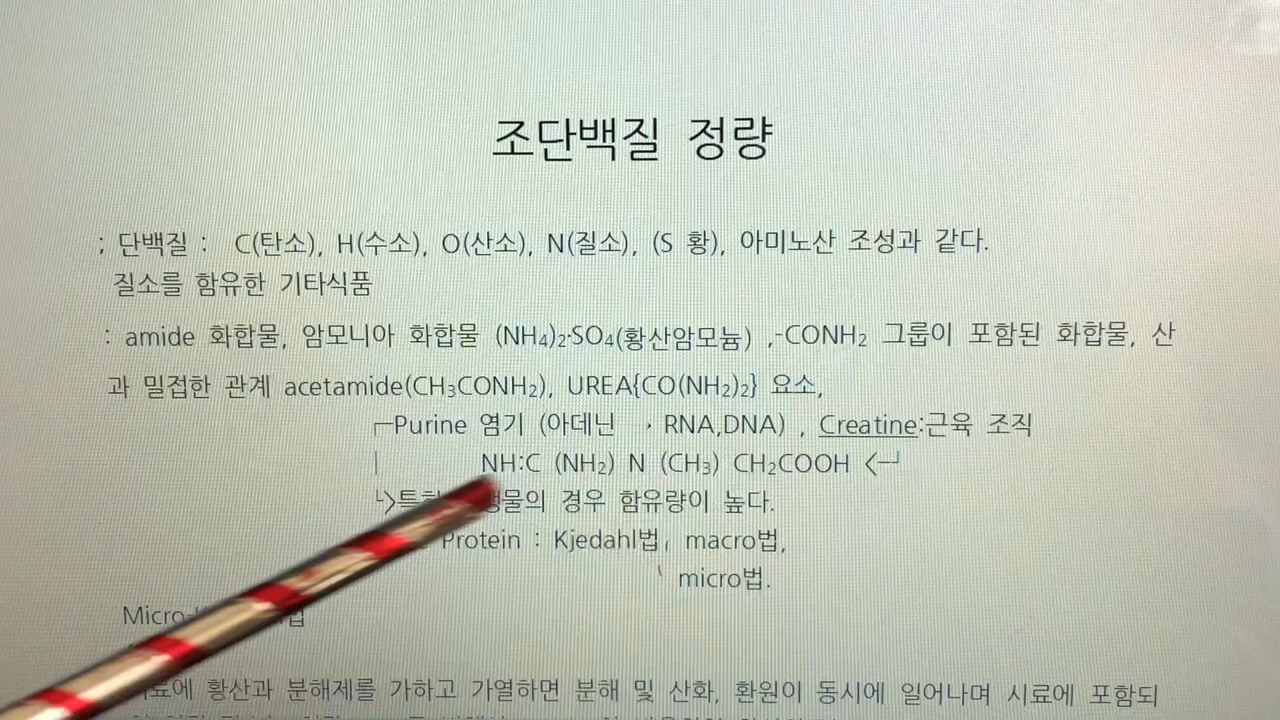 조단백질 정량
; 단백질 : C(탄소), H(수소), O(산소), N(질소), (S 황), 아미노산 조성과 같다.
질소를 함유한 기타식품
: amide 화합물, 암모니아 화합물 (NH₄)₂·SO₄(황산암모늄) ,-CONH₂ 그룹이 포함된 화합물, 산
과 밀접한 관계 acetamide(CH₃CONH₂), UREA{CO(NH₂)₂} 요소,
┌─Purine 염기 (아데닌 → RNA,DNA) , Creatine:근육 조직
│ NH:C (NH₂) N (CH₃) CH₂COOH <─┘
└> 경우 함유량이 높다.
Protein : Kjedahl법, macro법,
micro법.
황산과 분해제를 가하고 가열하면 분해 및 산화, 환원이 동시에 일어나며 시료에 포함되